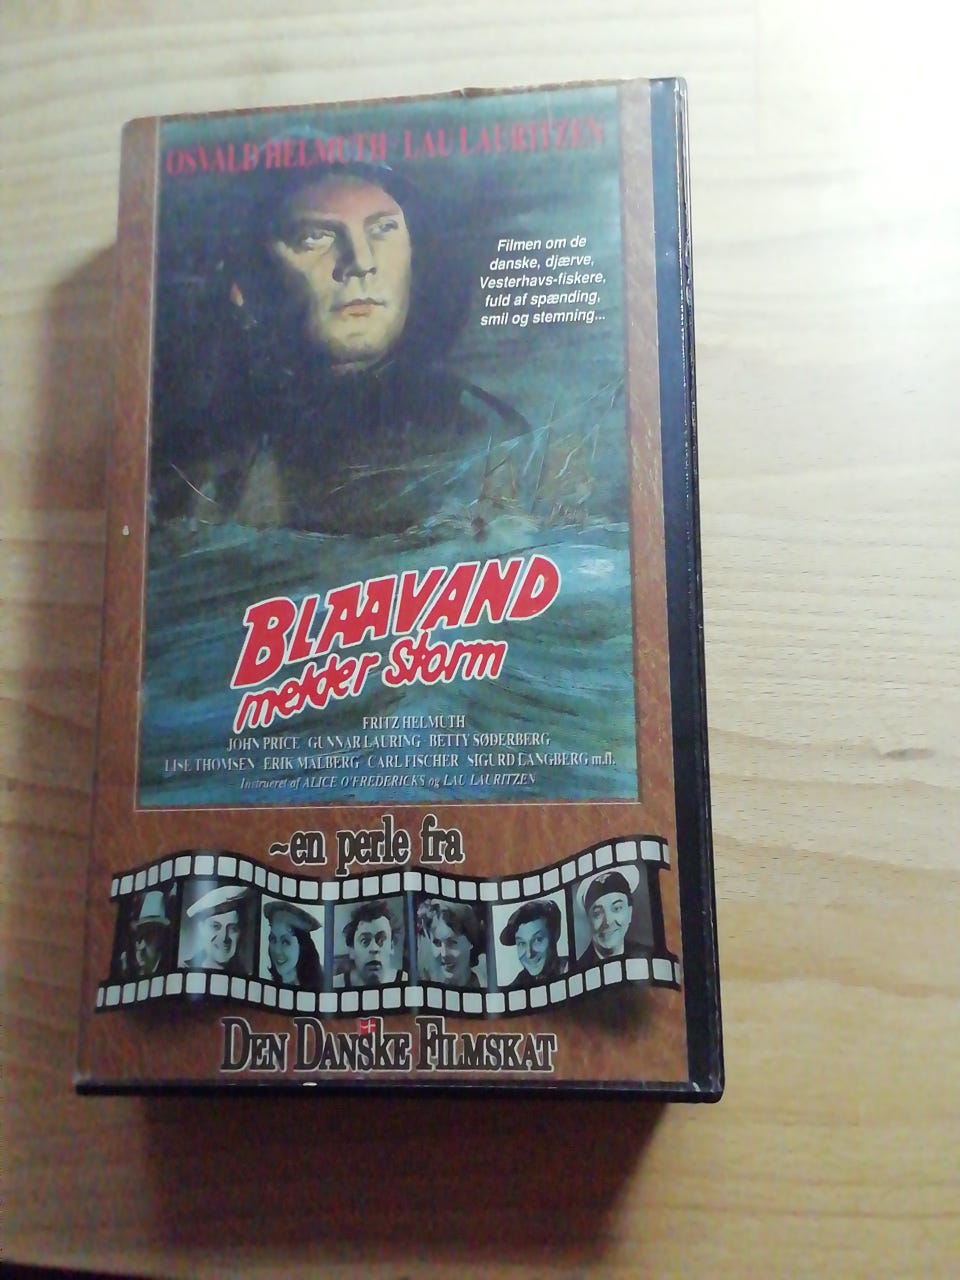 OSVALD HELMUTH LAU LAURITZEN
Filmen om de
danske, djærve,
Vesterhavs-fiskere,
fuld af spænding,
smil og stemning...
BLAAVAND
melder Storm
FRITZ HELMUTH
JOHN PRICE GUNNAR LAURING BETTY SØDERBERG
LISE THOMSEN ERIK MALBERG CARL FISCHER SIGURD LANGBERG m.fl.
Instrueret af ALICE O'FREDERICKS og LAU LAURITZEN
~en perle fra
DEN DANSKE FILMSKAT